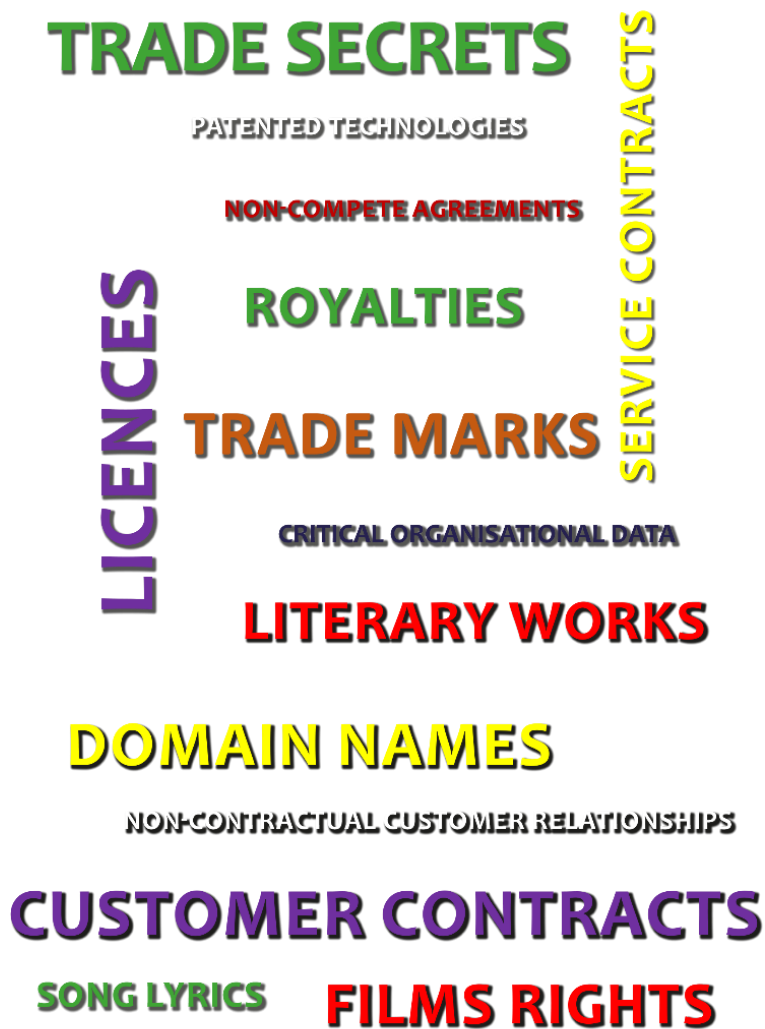 TRADE SECRETS
SERVICE CONTRACTS
PATENTED TECHNOLOGIES
NON-COMPETE AGREEMENTS
LICENCES
ROYALTIES
TRADE MARKS
CRITICAL ORGANISATIONAL DATA
LITERARY WORKS
DOMAIN NAMES
NON-CONTRACTUAL CUSTOMER RELATIONSHIPS
CUSTOMER CONTRACTS
SONG LYRICS
FILMS RIGHTS